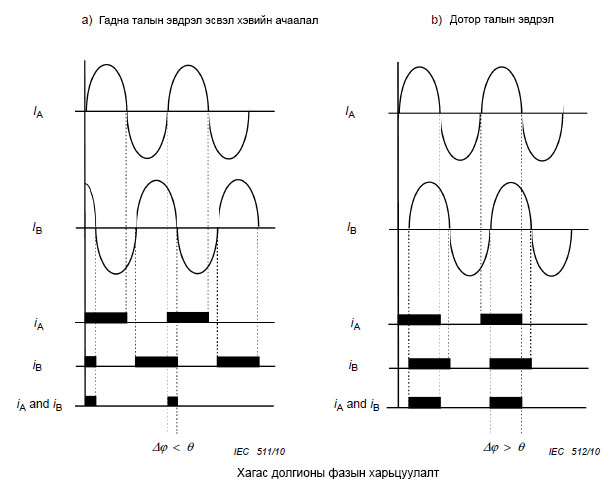 a) Гадна талын эвдрэл эсвэл хэвийн ачаалал
b) Дотор талын эвдрэл
IA
IB
iA
iB
iA and iB
Δφ < θ
IEC 511/10
IA
IB
iA
iB
iA and iB
Δφ > θ
IEC 512/10
Хагас долгионы фазын харьцуулалт